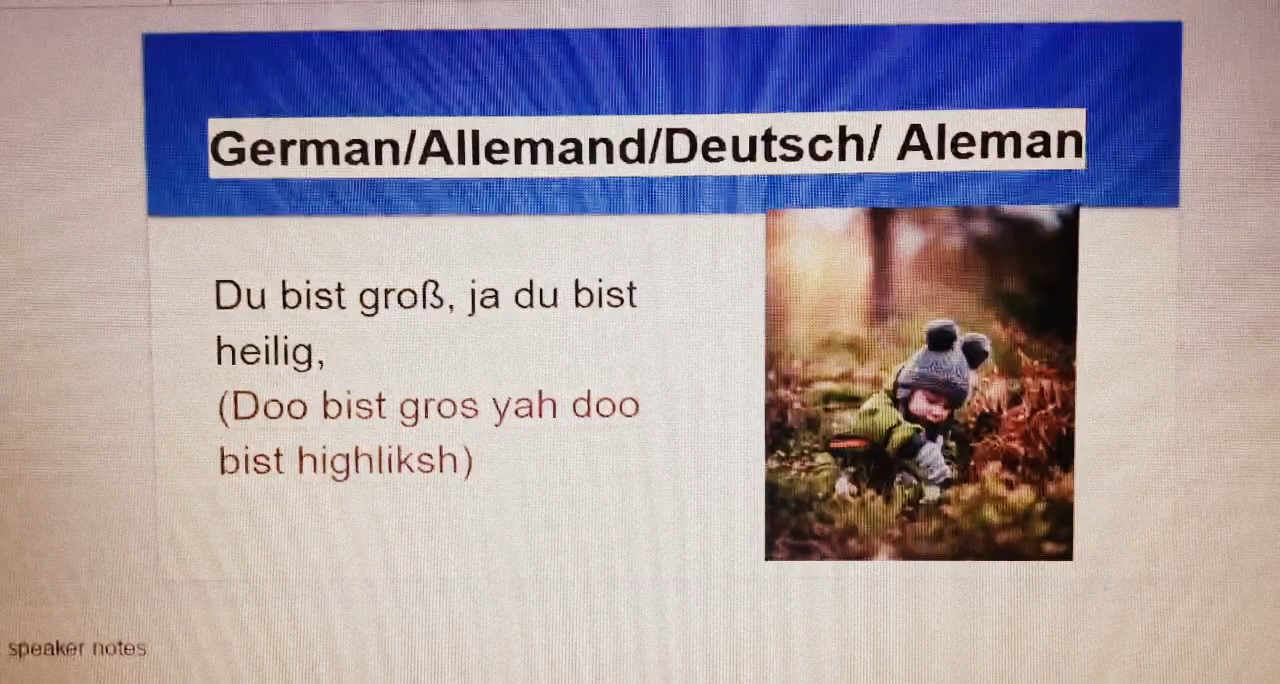 German/Allemand/Deutsch/ Aleman
Du bist groß, ja du bist
heilig,
(Doo bist gros yah doo
bist highliksh)
speaker notes